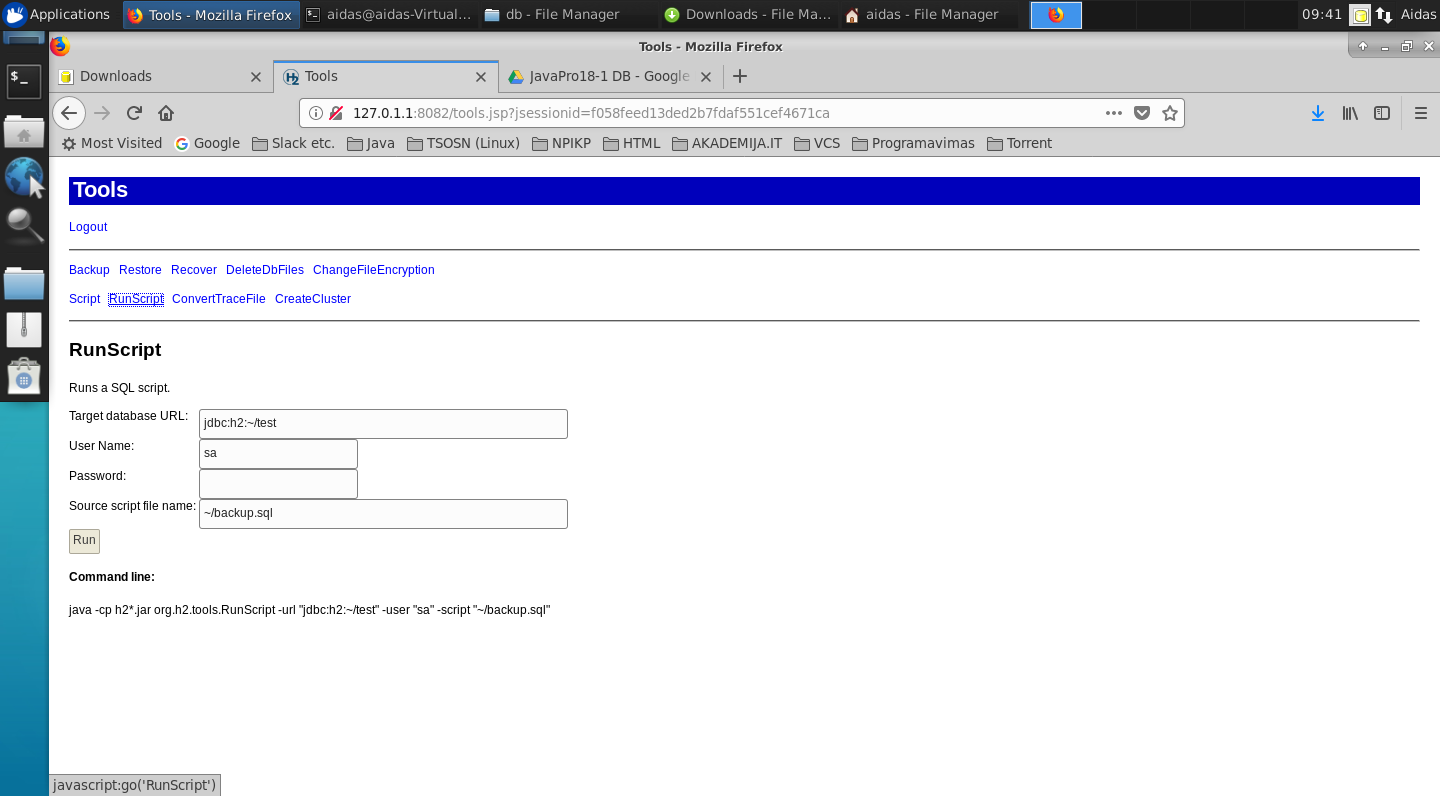 Applications Tools - Mozilla Firefox aidas@aidas-Virtual... db - File Manager Downloads - File Ma... aidas - File Manager 09:41 Aidas
Tools - Mozilla Firefox
Downloads Tools JavaPro18-1 DB - Google
127.0.1.1:8082/tools.jsp?jsessionid=f058feed13ded2b7fdaf551cef4671ca
Most Visited Google Slack etc. Java TSOSN (Linux) NPIKP HTML AKADEMIJA.IT VCS Programavimas Torrent
Tools
Logout
Backup Restore Recover DeleteDbFiles ChangeFileEncryption
Script RunScript ConvertTraceFile CreateCluster
RunScript
Runs a SQL script.
Target database URL: jdbc:h2:~/test
User Name: sa
Password:
Source script file name: ~/backup.sql
Run
Command line:
java -cp h2*.jar org.h2.tools.RunScript -url "jdbc:h2:~/test" -user "sa" -script "~/backup.sql"
javascript:go('RunScript')